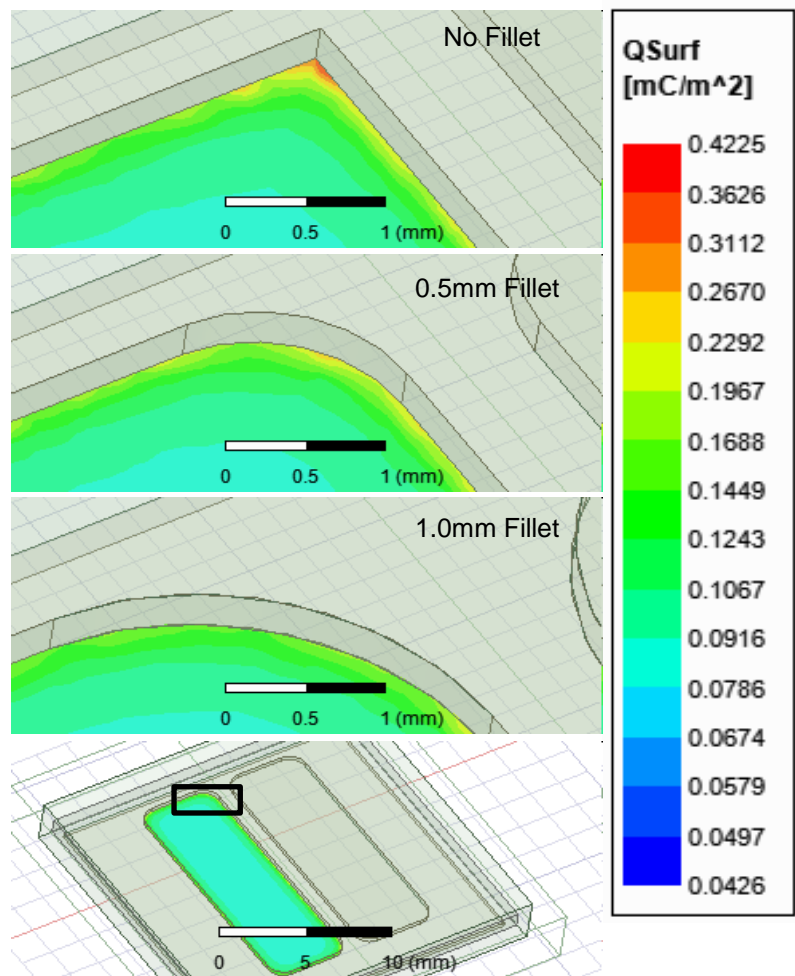 No Fillet
0 0.5 1 (mm)
0.5mm Fillet
0 0.5 1 (mm)
1.0mm Fillet
0 0.5 1 (mm)
0 5 10 (mm)
QSurf
[mC/m^2]
0.4225
0.3626
0.3112
0.2670
0.2292
0.1967
0.1688
0.1449
0.1243
0.1067
0.0916
0.0786
0.0674
0.0579
0.0497
0.0426